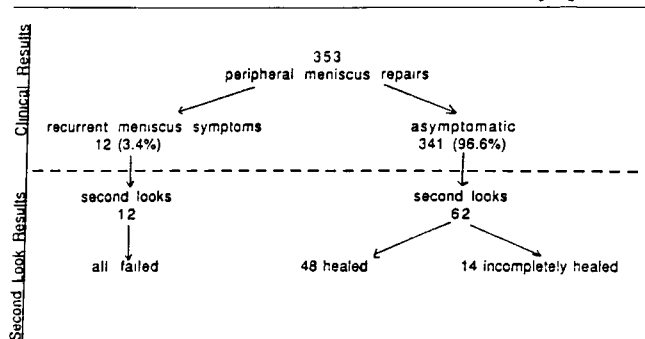 353
peripheral meniscus repairs
recurrent meniscus symptoms
12 (3.4%)
asymptomatic
341 (96.6%)
second looks
12
second looks
62
all failed
48 healed
14 incompletely healed
Clinical Results
Second Look Results